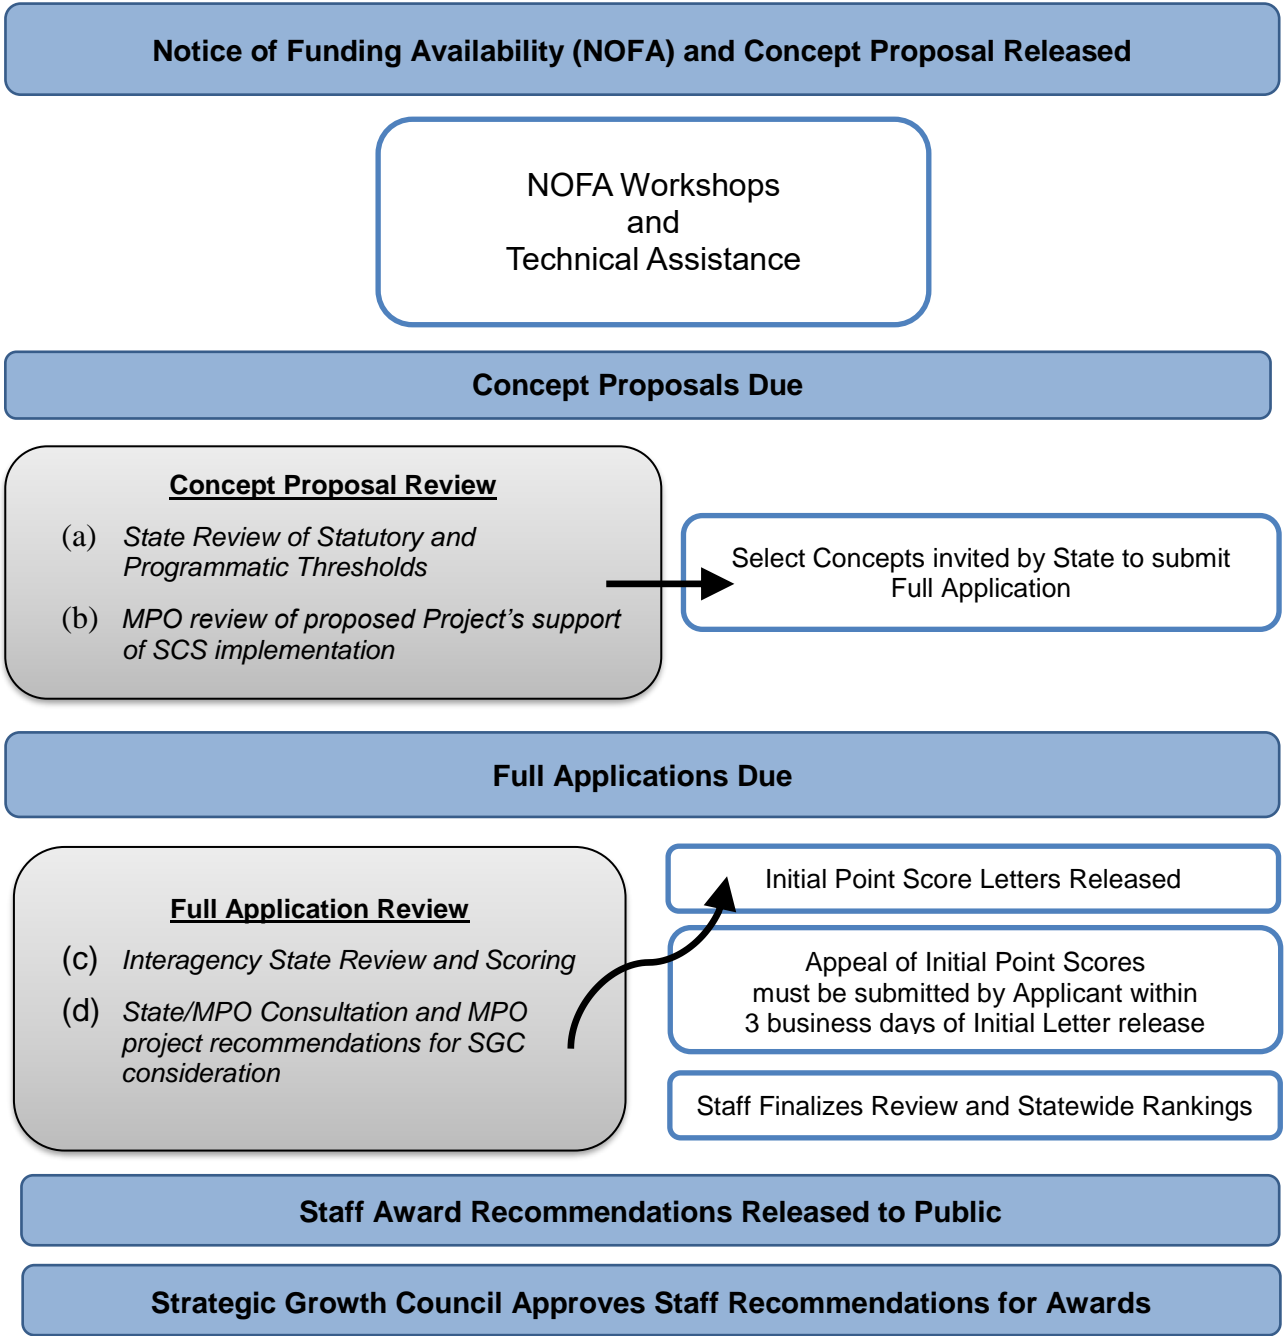 Notice of Funding Availability (NOFA) and Concept Proposal Released
NOFA Workshops
and
Technical Assistance
Concept Proposals Due
Concept Proposal Review
(a) State Review of Statutory and
Programmatic Thresholds
(b) MPO review of proposed Project’s support
of SCS implementation
Select Concepts invited by State to submit
Full Application
Full Applications Due
Full Application Review
(c) Interagency State Review and Scoring
(d) State/MPO Consultation and MPO
project recommendations for SGC
consideration
Initial Point Score Letters Released
Appeal of Initial Point Scores
must be submitted by Applicant within
3 business days of Initial Letter release
Staff Finalizes Review and Statewide Rankings
Staff Award Recommendations Released to Public
Strategic Growth Council Approves Staff Recommendations for Awards